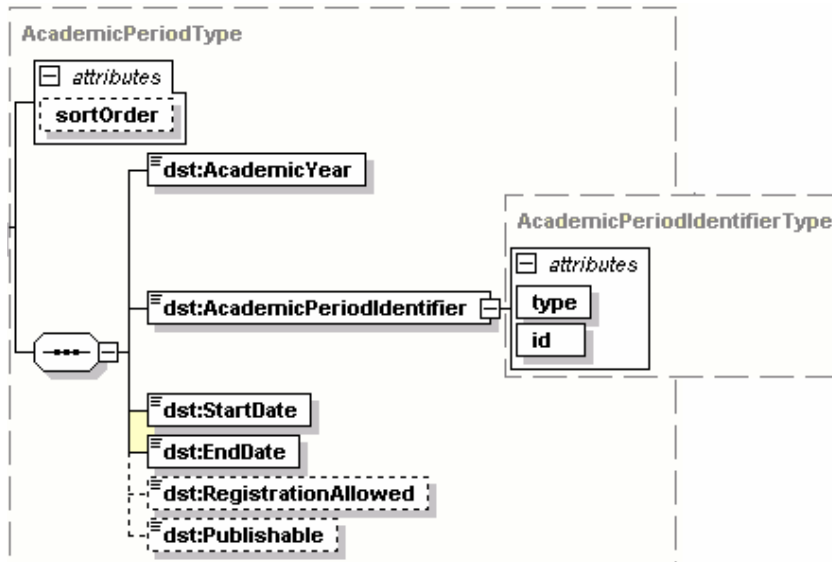 AcademicPeriodType
attributes
sortOrder
dst:AcademicYear
AcademicPeriodIdentifierType
attributes
dst:AcademicPeriodIdentifier
type
id
dst:StartDate
dst:EndDate
dst:RegistrationAllowed
dst:Publishable